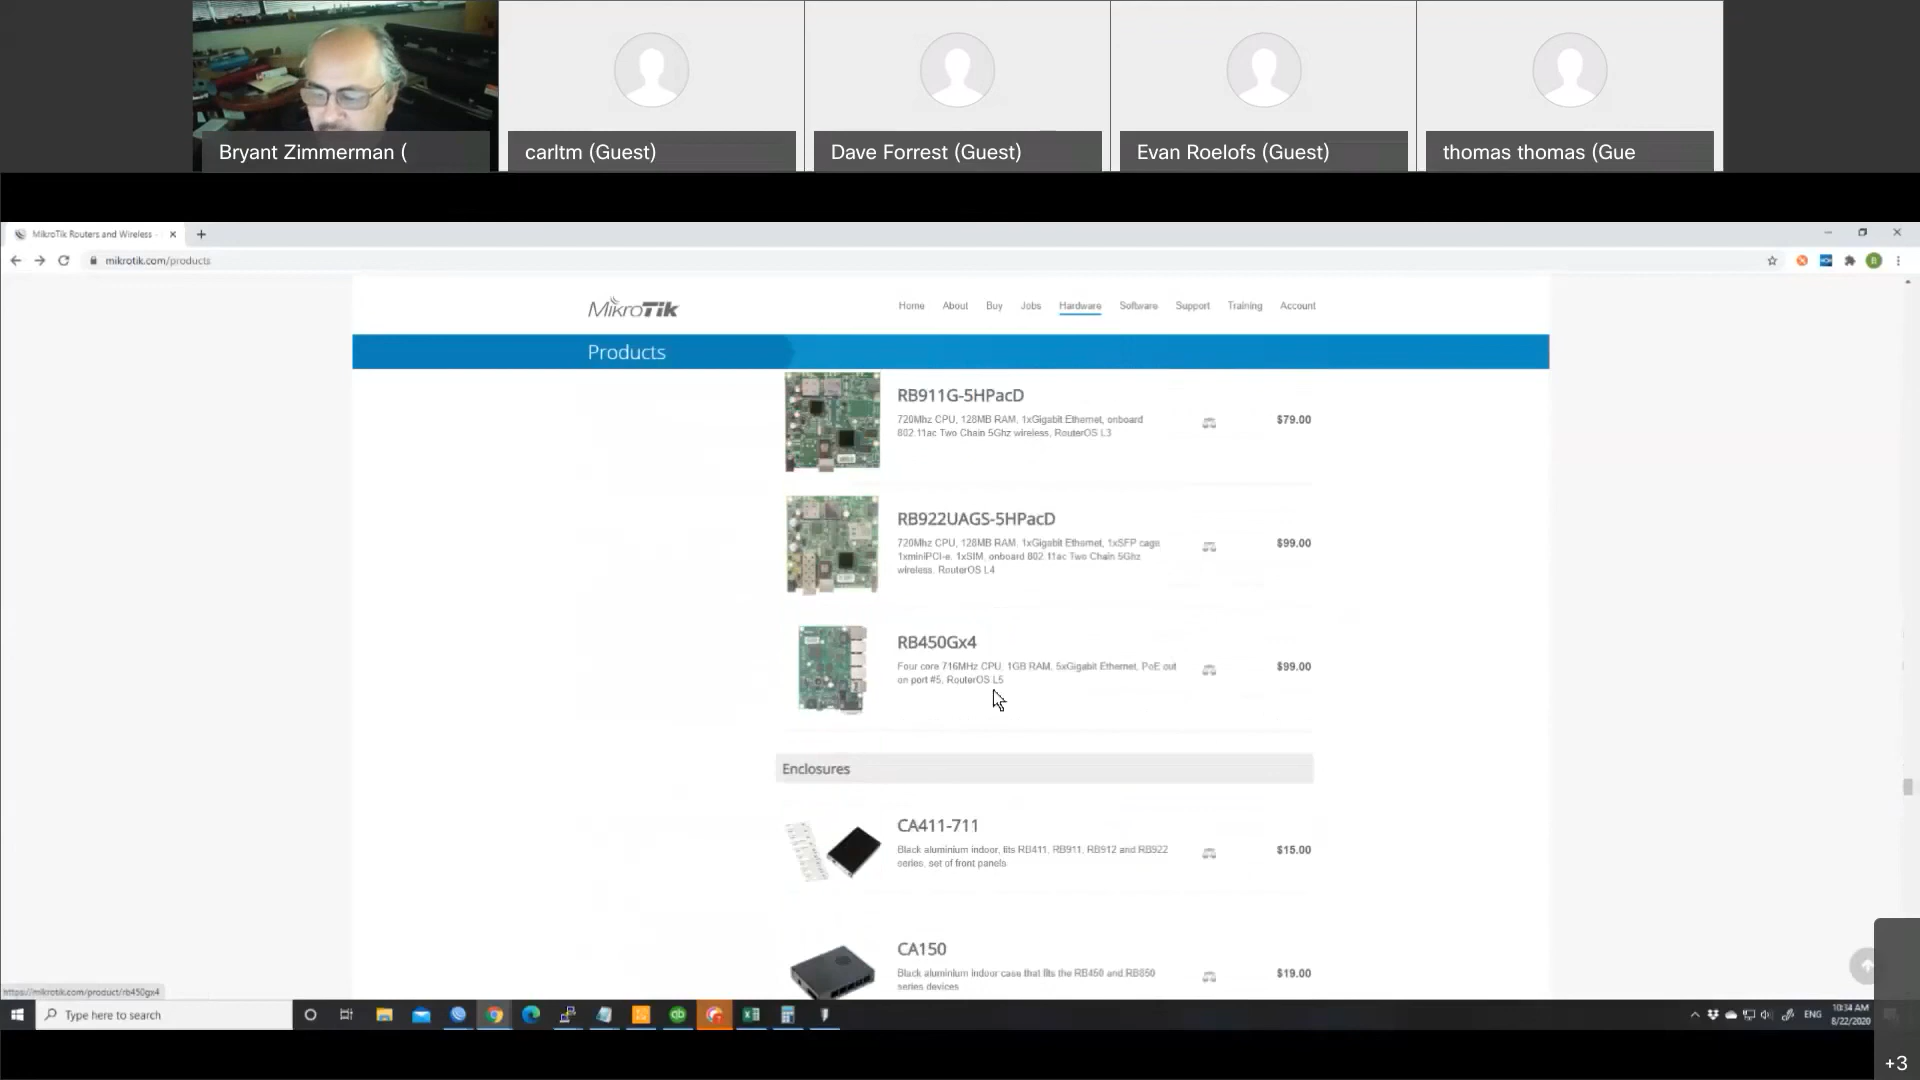 Bryant Zimmerman (
carltm (Guest)
Dave Forrest (Guest)
Evan Roelofs (Guest)
thomas thomas (Gue
MikroTik Routers and Wireless -
mikrotik.com/products
MikroTik
Home About Buy Jobs Hardware Software Support Training Account
Products
RB911G-5HPacD
720Mhz CPU, 128MB RAM, 1xGigabit Ethernet, onboard
802.11ac Two Chain 5Ghz wireless, RouterOS L3
$79.00
RB922UAGS-5HPacD
720Mhz CPU, 128MB RAM, 1xGigabit Ethernet, 1xSFP cage
1xminiPCI-e, 1xSIM, onboard 802.11ac Two Chain 5Ghz
wireless, RouterOS L4
$99.00
RB450Gx4
Four core 716MHz CPU, 1GB RAM, 5xGigabit Ethernet, PoE out
on port #5, RouterOS L5
$99.00
Enclosures
CA411-711
Black aluminium indoor, fits RB411, RB911, RB912 and RB922
series, set of front panels
$15.00
CA150
Black aluminium indoor case that fits the RB450 and RB850
series devices
$19.00
https://mikrotik.com/product/rb450gx4
Type here to search
ENG
10:34 AM
8/22/2020
+3